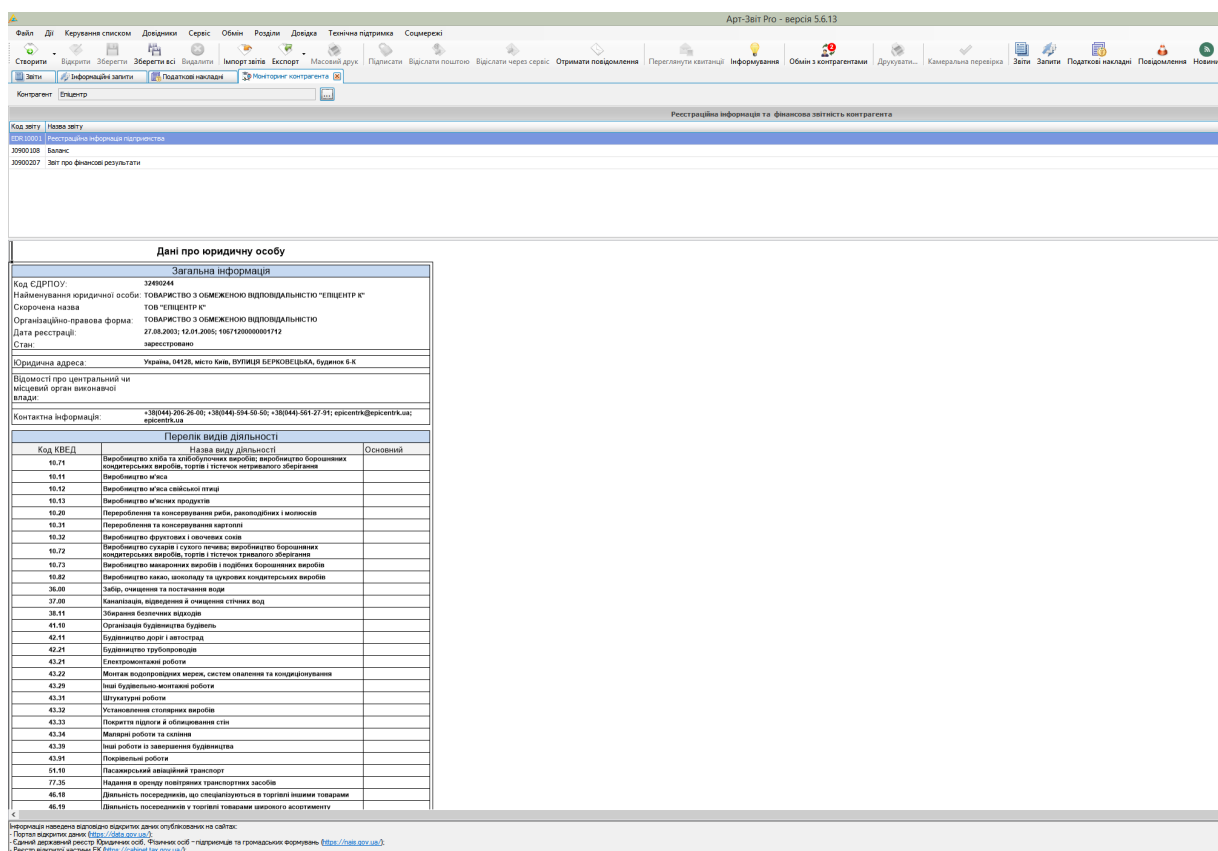 Арт-Звіт Pro - версія 5.6.13
Файл Дії Керування списком Довідники Сервіс Обмін Розділи Довідка Технічна підтримка Соцмережі
Створити Відкрити Зберегти Зберегти всі Видалити Імпорт звітів Експорт Масовий друк Підписати Відіслати поштою Відіслати через сервіс Отримати повідомлення Переглянути квитанції Інформування Обмін з контрагентами Друкувати... Камеральна перевірка Звіти Запити Податкові накладні Повідомлення Новини
Звіти Інформаційні запити Податкові накладні Моніторинг контрагента
Контрагент Епіцентр ...
Реєстраційна інформація та фінансова звітність контрагента
Код звіту Назва звіту
EDR10001 Реєстраційна інформація підприємства
J0900108 Баланс
J0900207 Звіт про фінансові результати
Дані про юридичну особу
Загальна інформація
Код ЄДРПОУ: 32490244
Найменування юридичної особи: ТОВАРИСТВО З ОБМЕЖЕНОЮ ВІДПОВІДАЛЬНІСТЮ "ЕПІЦЕНТР К"
Скорочена назва ТОВ "ЕПІЦЕНТР К"
Організаційно-правова форма: ТОВАРИСТВО З ОБМЕЖЕНОЮ ВІДПОВІДАЛЬНІСТЮ
Дата реєстрації: 27.08.2003; 12.01.2005; 10671200000001712
Стан: зареєстровано
Юридична адреса: Україна, 04128, місто Київ, ВУЛИЦЯ БЕРКОВЕЦЬКА, будинок 6-К
Відомості про центральний чи
місцевий орган виконавчої
влади:
Контактна інформація: +38(044)-206-26-00; +38(044)-594-50-50; +38(044)-561-27-91; epicentrk@epicentrk.ua;
epicentrk.ua
Перелік видів діяльності
Код КВЕД Назва виду діяльності Основний
10.71 Виробництво хліба та хлібобулочних виробів; виробництво борошняних
кондитерських виробів, тортів і тістечок нетривалого зберігання
10.11 Виробництво м'яса
10.12 Виробництво м'яса свійської птиці
10.13 Виробництво м'ясних продуктів
10.20 Перероблення та консервування риби, ракоподібних і молюсків
10.31 Перероблення та консервування картоплі
10.32 Виробництво фруктових і овочевих соків
10.72 Виробництво сухарів і сухого печива; виробництво борошняних
кондитерських виробів, тортів і тістечок тривалого зберігання
10.73 Виробництво макаронних виробів і подібних борошняних виробів
10.82 Виробництво какао, шоколаду та цукрових кондитерських виробів
36.00 Забір, очищення та постачання води
37.00 Каналізація, відведення й очищення стічних вод
38.11 Збирання безпечних відходів
41.10 Організація будівництва будівель
42.11 Будівництво доріг і автострад
42.21 Будівництво трубопроводів
43.21 Електромонтажні роботи
43.22 Монтаж водопровідних мереж, систем опалення та кондиціонування
43.29 Інші будівельно-монтажні роботи
43.31 Штукатурні роботи
43.32 Установлення столярних виробів
43.33 Покриття підлоги й облицювання стін
43.34 Малярні роботи та скління
43.39 Інші роботи із завершення будівництва
43.91 Покрівельні роботи
51.10 Пасажирський авіаційний транспорт
77.35 Надання в оренду повітряних транспортних засобів
46.18 Діяльність посередників, що спеціалізуються в торгівлі іншими товарами
46.19 Діяльність посередників у торгівлі товарами широкого асортименту
Інформація наведена відповідно відкритих даних опублікованих на сайтах:
- Портал відкритих даних (https://data.gov.ua/);
- Єдиний державний реєстр Юридичних осіб, Фізичних осіб – підприємців та громадських формувань (https://nais.gov.ua/);
- Реєстр відкритої частини ЕК (https://cabinet.tax.gov.ua/);